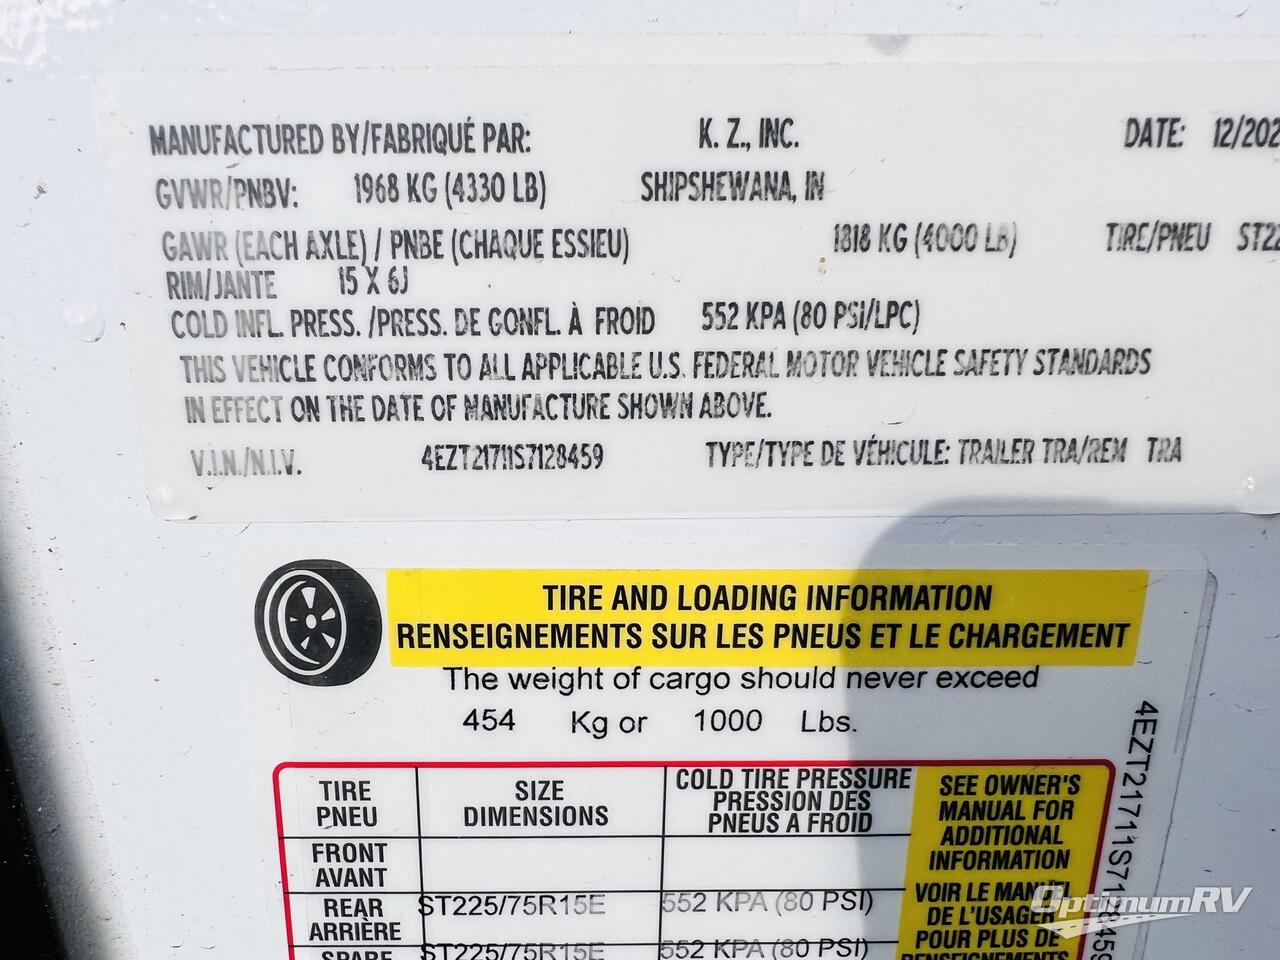 MANUFACTURED BY/FABRIQUÉ PAR: K. Z., INC. DATE: 12/202
GVWR/PNBV: 1968 KG (4330 LB) SHIPSHEWANA, IN
GAWR (EACH AXLE) / PNBE (CHAQUE ESSIEU) 1818 KG (4000 LB) TIRE/PNEU ST22
RIM/JANTE 15 X 6J
COLD INFL. PRESS. /PRESS. DE GONFL. À FROID 552 KPA (80 PSI/LPC)
THIS VEHICLE CONFORMS TO ALL APPLICABLE U.S. FEDERAL MOTOR VEHICLE SAFETY STANDARDS
IN EFFECT ON THE DATE OF MANUFACTURE SHOWN ABOVE.
V.I.N./N.I.V. 4EZT21711S7128459 TYPE/TYPE DE VÉHICULE: TRAILER TRA/REM TRA
TIRE AND LOADING INFORMATION
RENSEIGNEMENTS SUR LES PNEUS ET LE CHARGEMENT
The weight of cargo should never exceed
454 Kg or 1000 Lbs.
TIRE
PNEU
SIZE
DIMENSIONS
COLD TIRE PRESSURE
PRESSION DES
PNEUS A FROID
FRONT
AVANT
REAR
ARRIÈRE
ST225/75R15E
552 KPA (80 PSI)
SPARE
ST225/75R15E
552 KPA (80 PSI)
SEE OWNER'S
MANUAL FOR
ADDITIONAL
INFORMATION
VOIR LE MANUEL
DE L'USAGER
POUR PLUS DE
RENSEIGNEMENTS
4EZT21711S7128459
OptimumRV